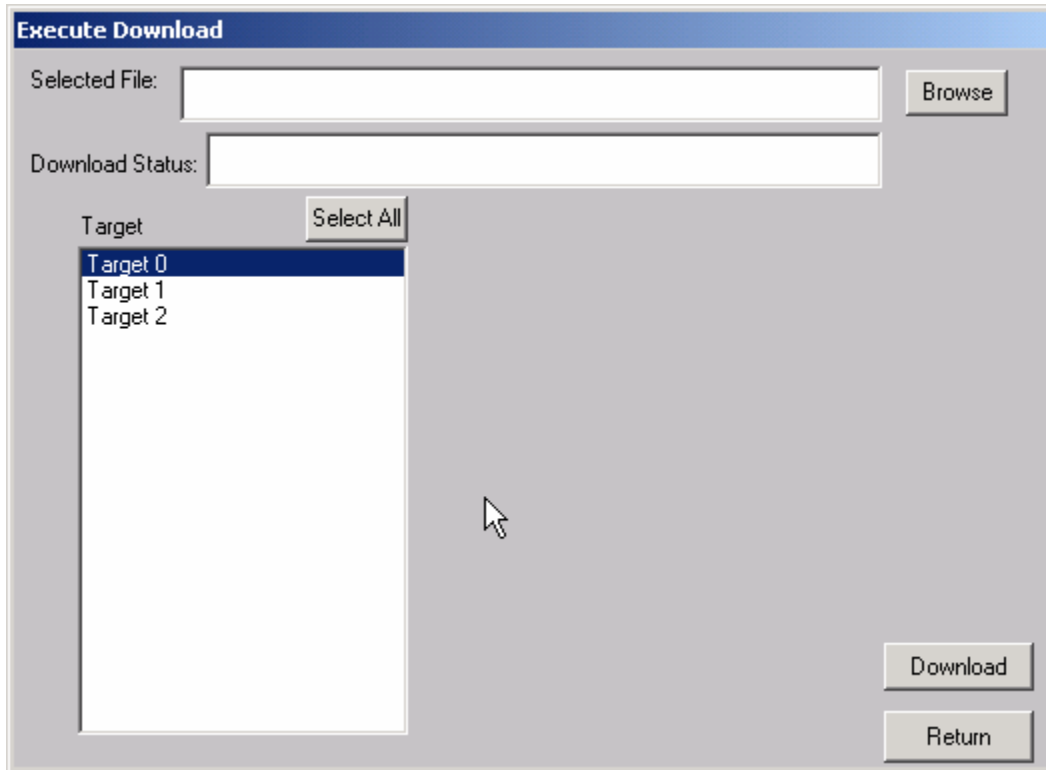 Execute Download
Selected File:
Browse
Download Status:
Target
Select All
Target 0
Target 1
Target 2
Download
Return